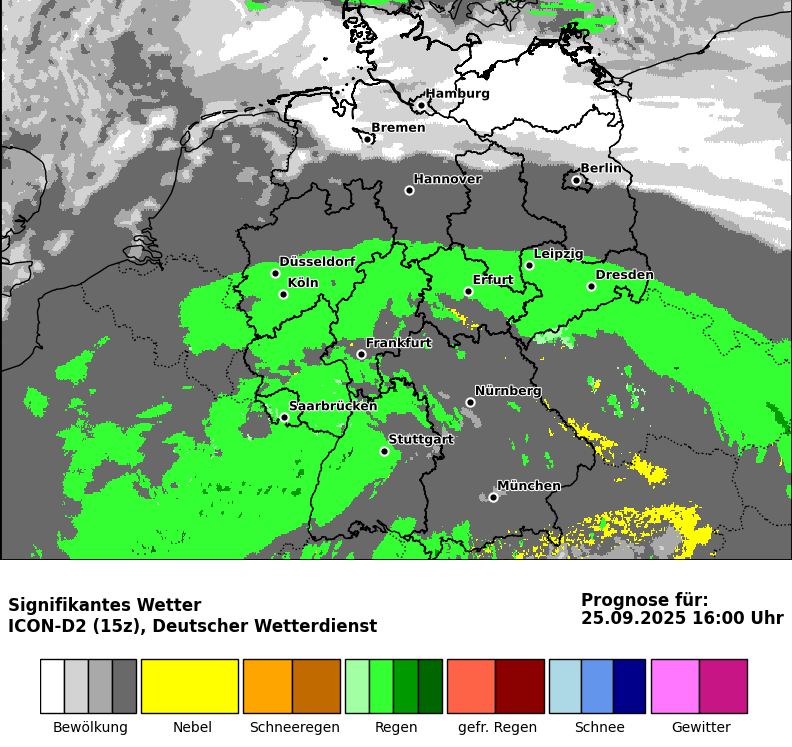 Hamburg
Bremen
Berlin
Hannover
Leipzig
Düsseldorf
Dresden
Köln
Erfurt
Frankfurt
Nürnberg
Saarbrücken
Stuttgart
München
Signifikantes Wetter
ICON-D2 (15z), Deutscher Wetterdienst
Prognose für:
25.09.2025 16:00 Uhr
Bewölkung Nebel Schneeregen Regen gefr. Regen Schnee Gewitter